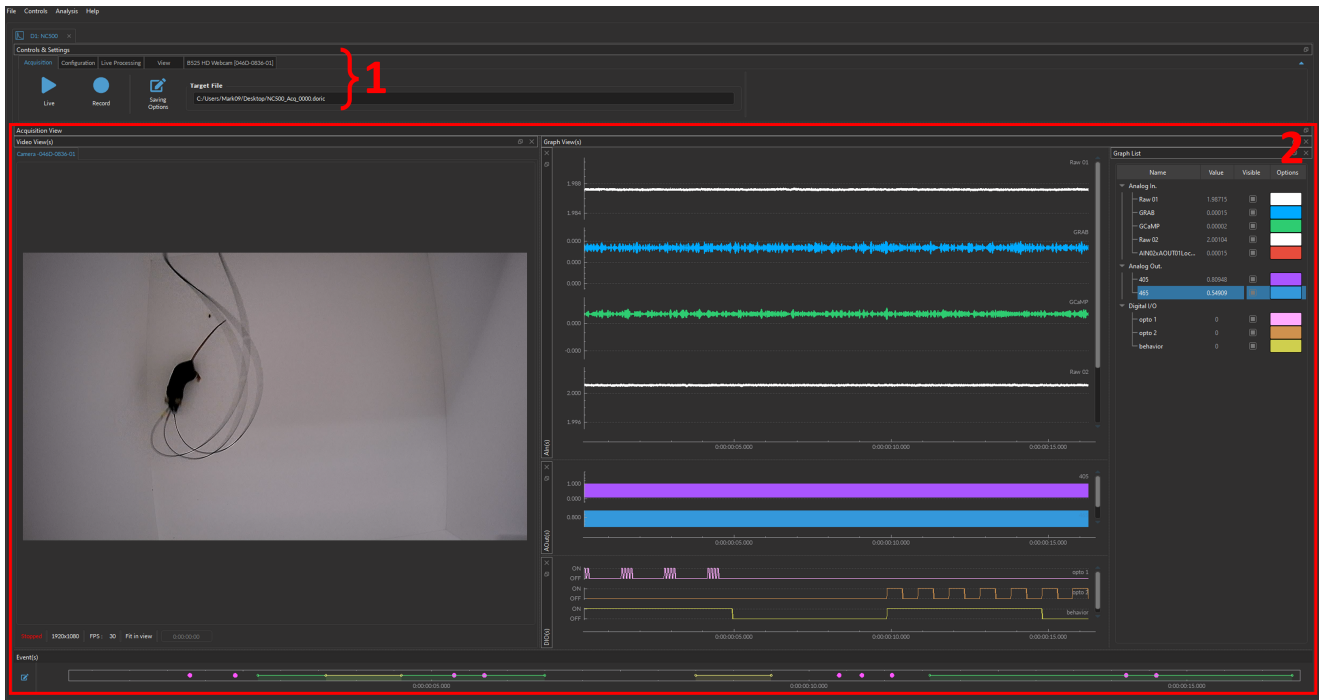 File Controls Analysis Help
D1: NC500 ×
Controls & Settings
Acquisition Configuration Live Processing View B525 HD Webcam [046D-0836-01]
Live
Record
Saving Options
Target File
C:/Users/Mark09/Desktop/NC500_Acq_0000.doric
1
Acquisition View
2
Video View(s)
Camera -046D-0836-01
Stopped 1920x1080 FPS : 30 Fit in view 0:00:00:00
Graph View(s)
AIn(s)
Raw 01
1.988
1.984
GRAB
0.000
0.000
0.000
GCaMP
0.000
-0.000
Raw 02
2.000
1.996
0:00:00:05.000 0:00:00:10.000 0:00:00:15.000
AOut(s)
405
1.000
0.000
0.800
0:00:00:05.000 0:00:00:10.000 0:00:00:15.000
DIO(s)
ON
OFF
opto 1
ON
OFF
opto 2
ON
OFF
behavior
0:00:00:05.000 0:00:00:10.000 0:00:00:15.000
Graph List
Name Value Visible Options
Analog In.
Raw 01 1.98715
GRAB 0.00015
GCaMP 0.00002
Raw 02 2.00104
AIN02xAOUT01Loc... 0.00015
Analog Out.
405 0.80948
465 0.54909
Digital I/O
opto 1 0
opto 2 0
behavior 0
Event(s)
0:00:00:05.000 0:00:00:10.000 0:00:00:15.000